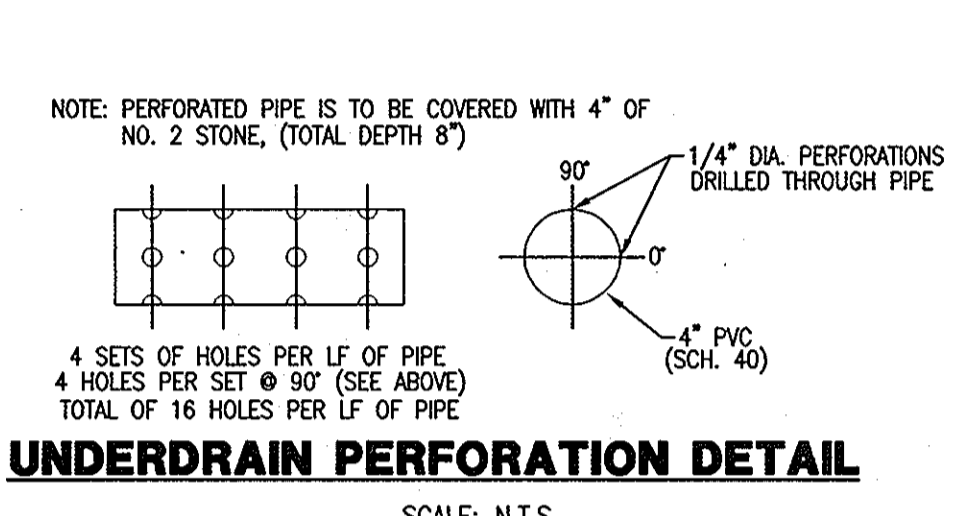 NOTE: PERFORATED PIPE IS TO BE COVERED WITH 4" OF
NO. 2 STONE, (TOTAL DEPTH 8")
90°
1/4" DIA. PERFORATIONS
DRILLED THROUGH PIPE
0°
4" PVC
(SCH. 40)
4 SETS OF HOLES PER LF OF PIPE
4 HOLES PER SET @ 90° (SEE ABOVE)
TOTAL OF 16 HOLES PER LF OF PIPE
UNDERDRAIN PERFORATION DETAIL
SCALE: N.T.S.